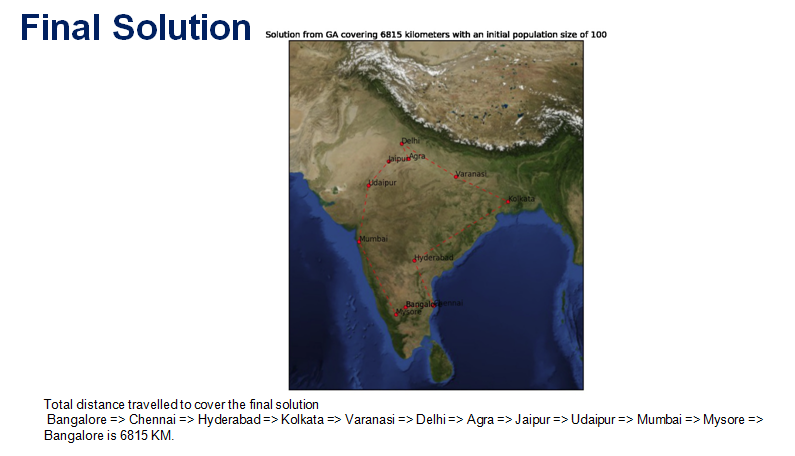 Final Solution
Solution from GA covering 6815 kilometers with an initial population size of 100
Delhi
Jaipur Agra
Varanasi
Udaipur
Kolkata
Mumbai
Hyderabad
Bangalore Chennai
Mysore
Total distance travelled to cover the final solution
Bangalore => Chennai => Hyderabad => Kolkata => Varanasi => Delhi => Agra => Jaipur => Udaipur => Mumbai => Mysore =>
Bangalore is 6815 KM.